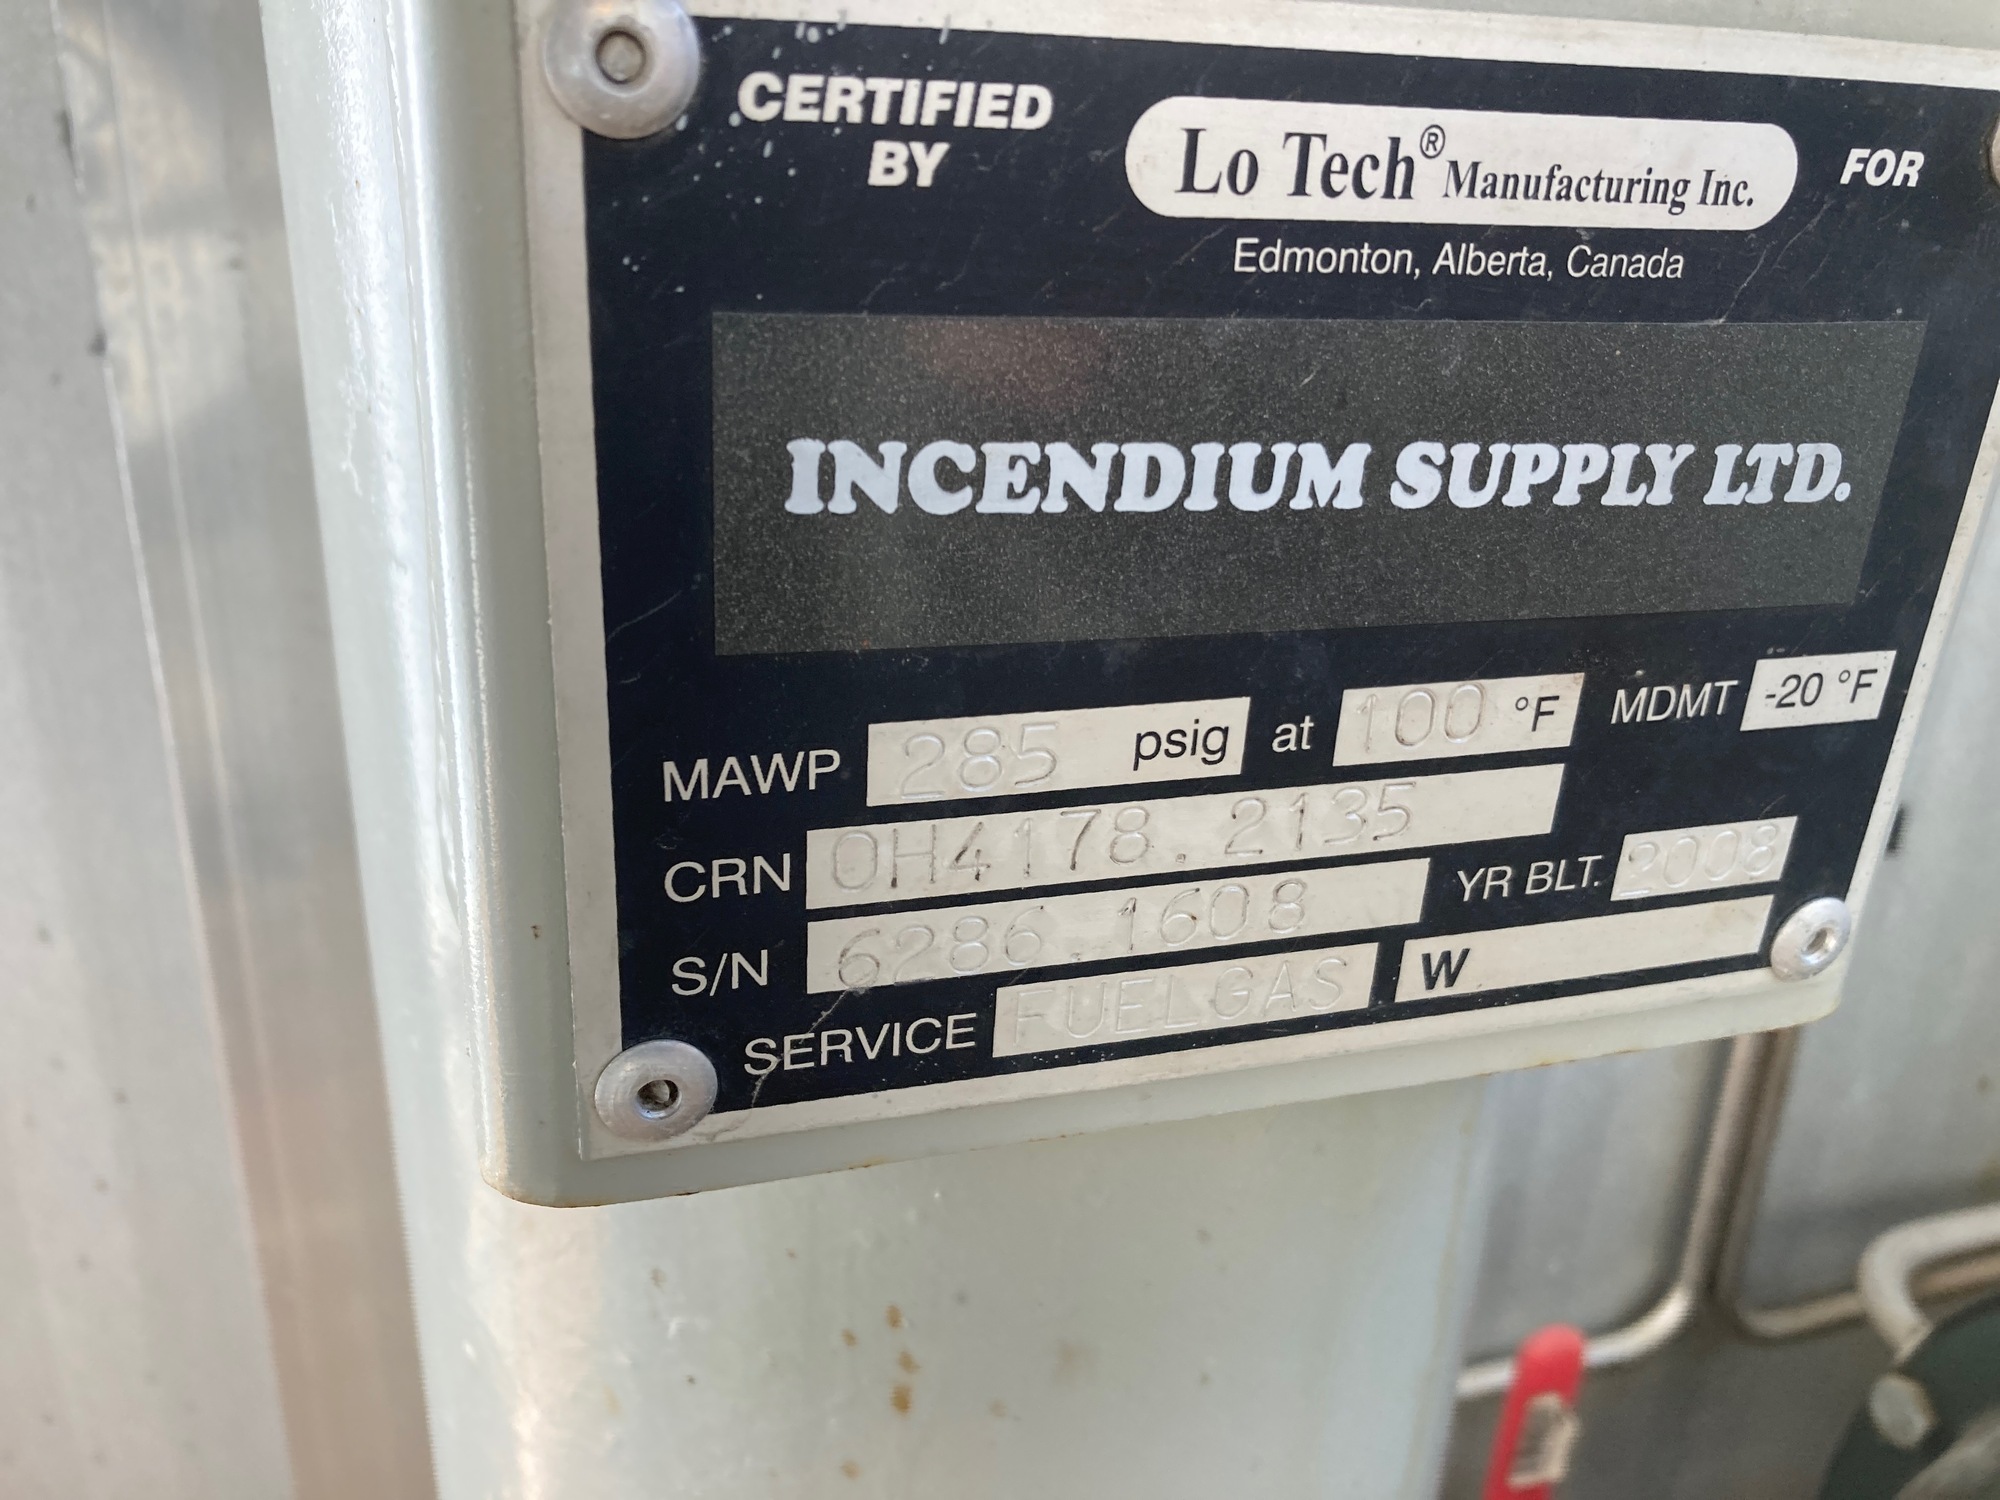 CERTIFIED BY Lo Tech® Manufacturing Inc. FOR
Edmonton, Alberta, Canada
INCENDIUM SUPPLY LTD.
MAWP 285 psig at 100 °F MDMT -20 °F
CRN 0H4178.2135
S/N 6286.1608 YR BLT. 2008
SERVICE FUELGAS W